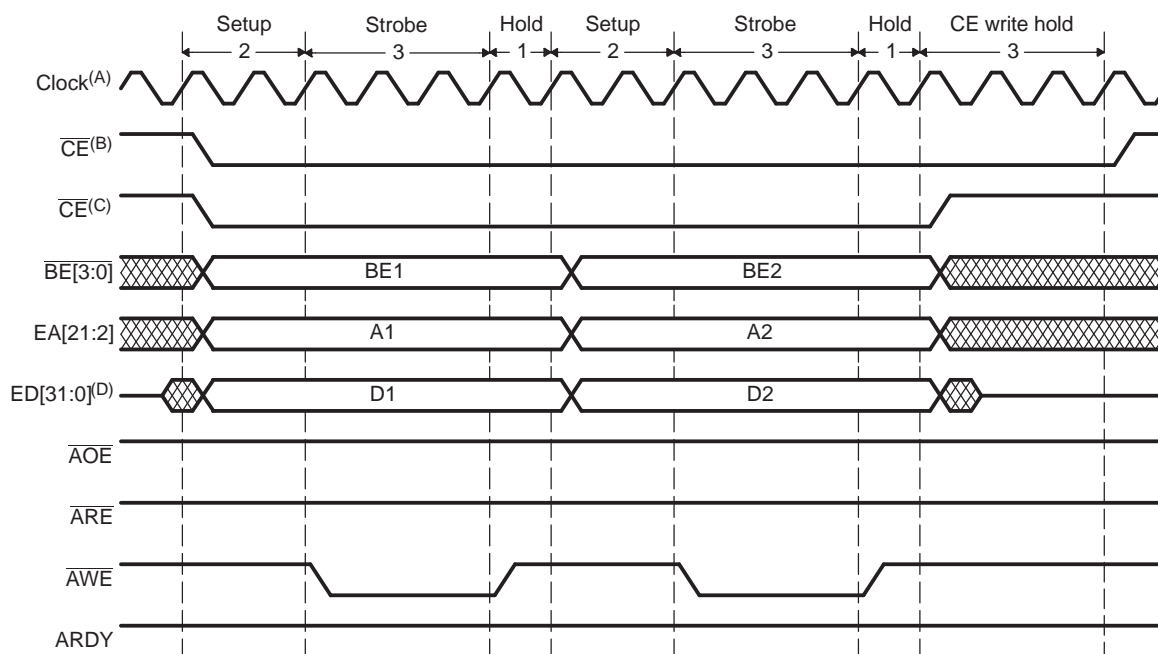 Setup Strobe Hold Setup Strobe Hold CE write hold
2 3 1 2 3 1 3
Clock(A)
CE(B)
CE(C)
BE[3:0] BE1 BE2
EA[21:2] A1 A2
ED[31:0](D) D1 D2
AOE
ARE
AWE
ARDY